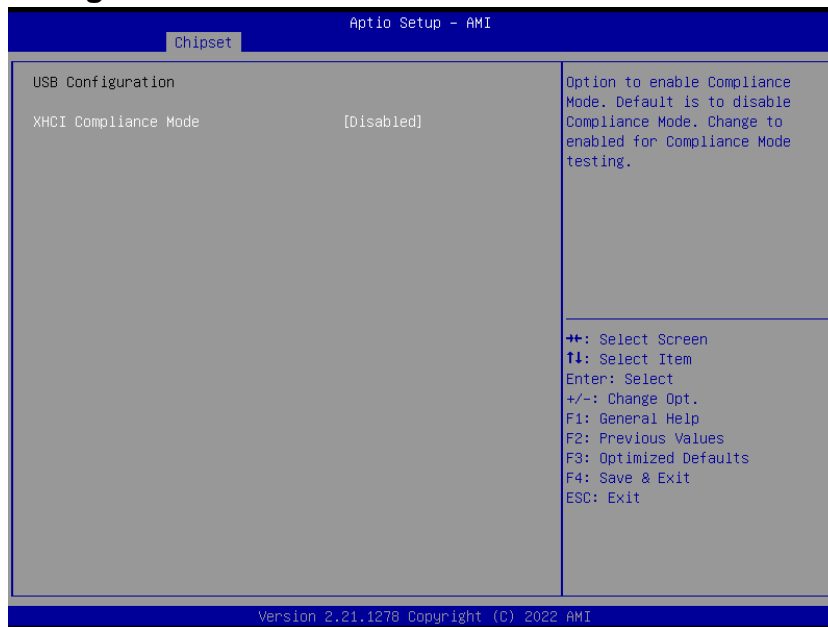 Aptio Setup – AMI
Chipset
USB Configuration
XHCI Compliance Mode [Disabled]
Option to enable Compliance
Mode. Default is to disable
Compliance Mode. Change to
enabled for Compliance Mode
testing.
→←: Select Screen
↑↓: Select Item
Enter: Select
+/-: Change Opt.
F1: General Help
F2: Previous Values
F3: Optimized Defaults
F4: Save & Exit
ESC: Exit
Version 2.21.1278 Copyright (C) 2022 AMI